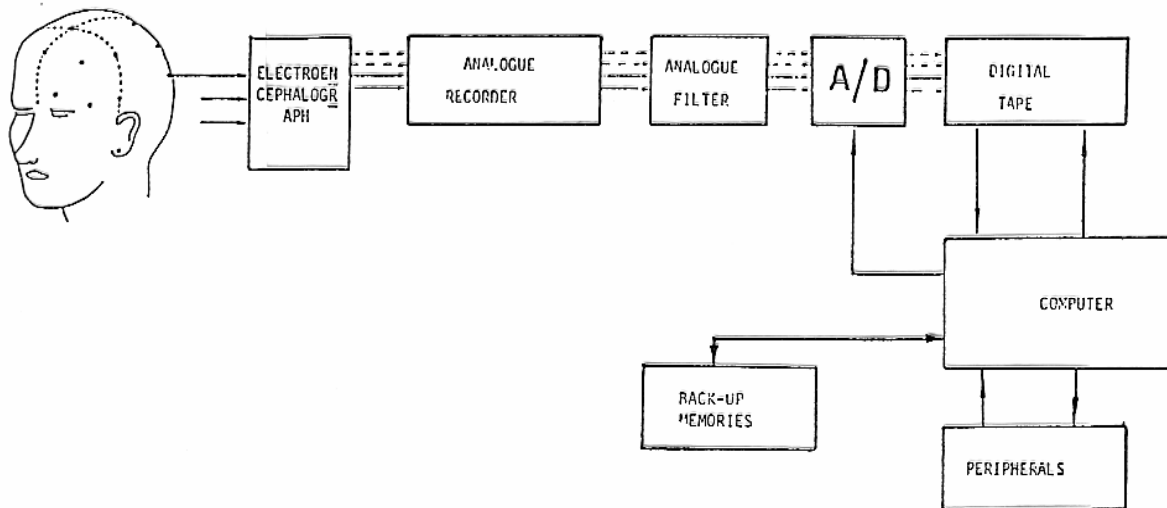 ELECTROEN
CEPHALOGR
APH
ANALOGUE
RECORDER
ANALOGUE
FILTER
A/D
DIGITAL
TAPE
COMPUTER
BACK-UP
MEMORIES
PERIPHERALS